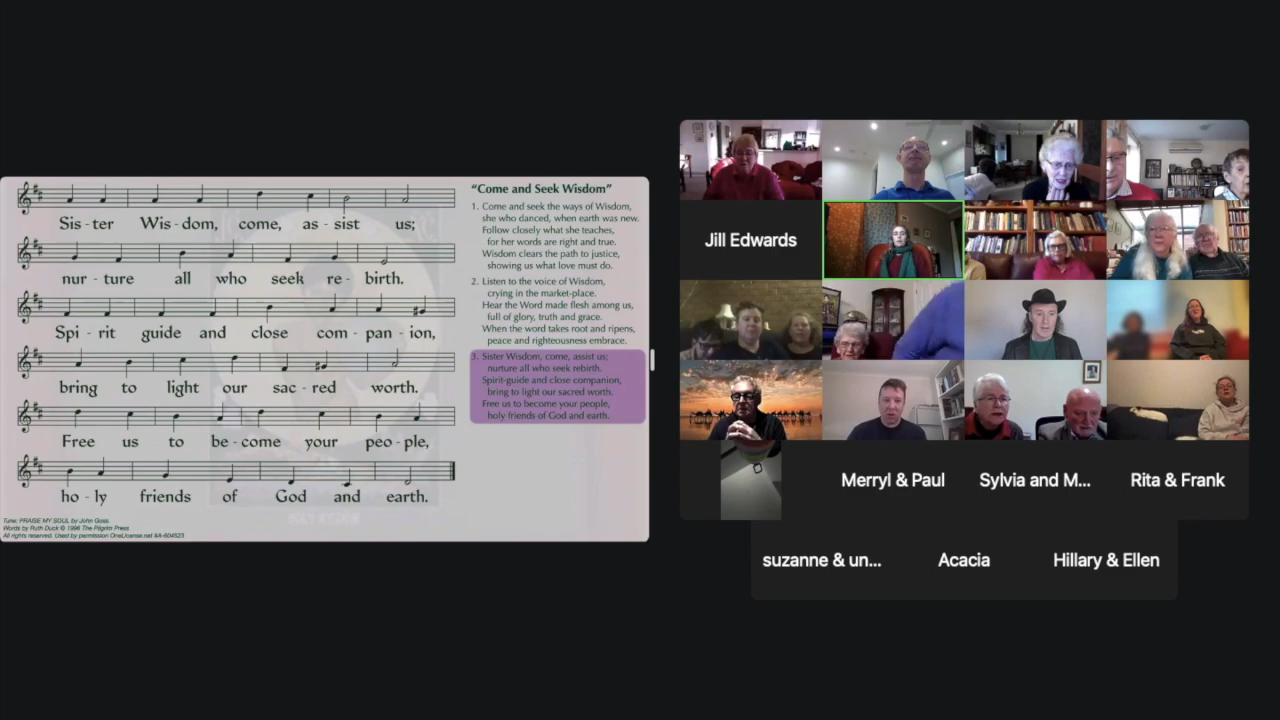 Sis - ter Wis - dom, come, as - sist us;
nur - ture all who seek re - birth.
Spi - rit guide and close com - pan - ion,
bring to light our sac - red worth.
Free us to be - come your peo - ple,
ho - ly friends of God and earth.
Tune: PRAISE MY SOUL by John Goss.
Words by Ruth Duck © 1996 The Pilgrim Press
All rights reserved. Used by permission OneLicense.net #A-604523
“Come and Seek Wisdom”
1. Come and seek the ways of Wisdom,
she who danced, when earth was new.
Follow closely what she teaches,
for her words are right and true.
Wisdom clears the path to justice,
showing us what love must do.
2. Listen to the voice of Wisdom,
crying in the market-place.
Hear the Word made flesh among us,
full of glory, truth and grace.
When the word takes root and ripens,
peace and righteousness embrace.
3. Sister Wisdom, come, assist us;
nurture all who seek rebirth.
Spirit-guide and close companion,
bring to light our sacred worth.
Free us to become your people,
holy friends of God and earth.
Jill Edwards
Merryl & Paul
Sylvia and M...
Rita & Frank
suzanne & un...
Acacia
Hillary & Ellen